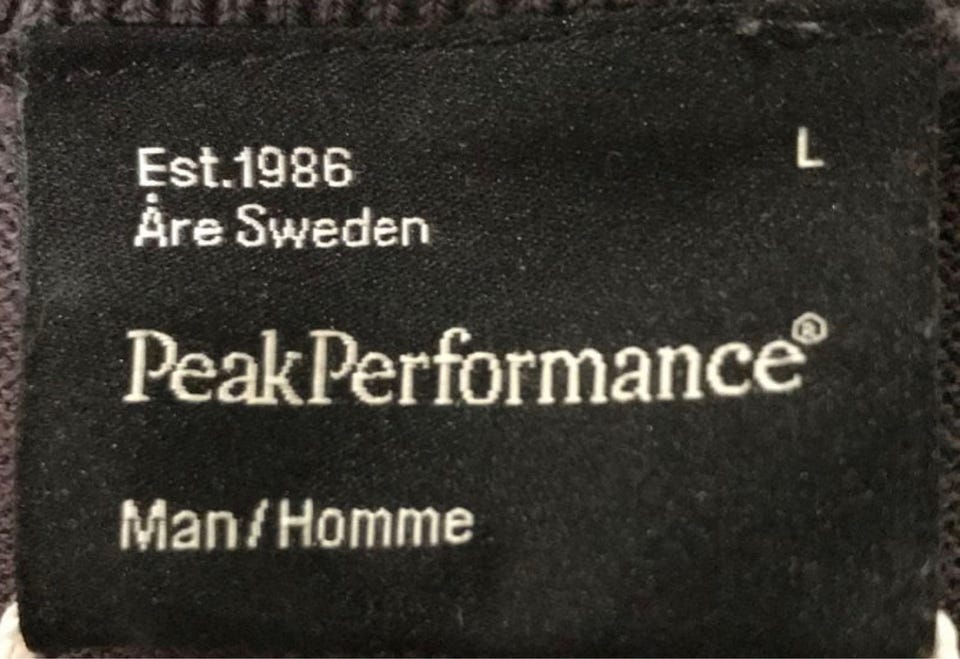 Est.1986
L
Åre Sweden
PeakPerformance®
Man/Homme